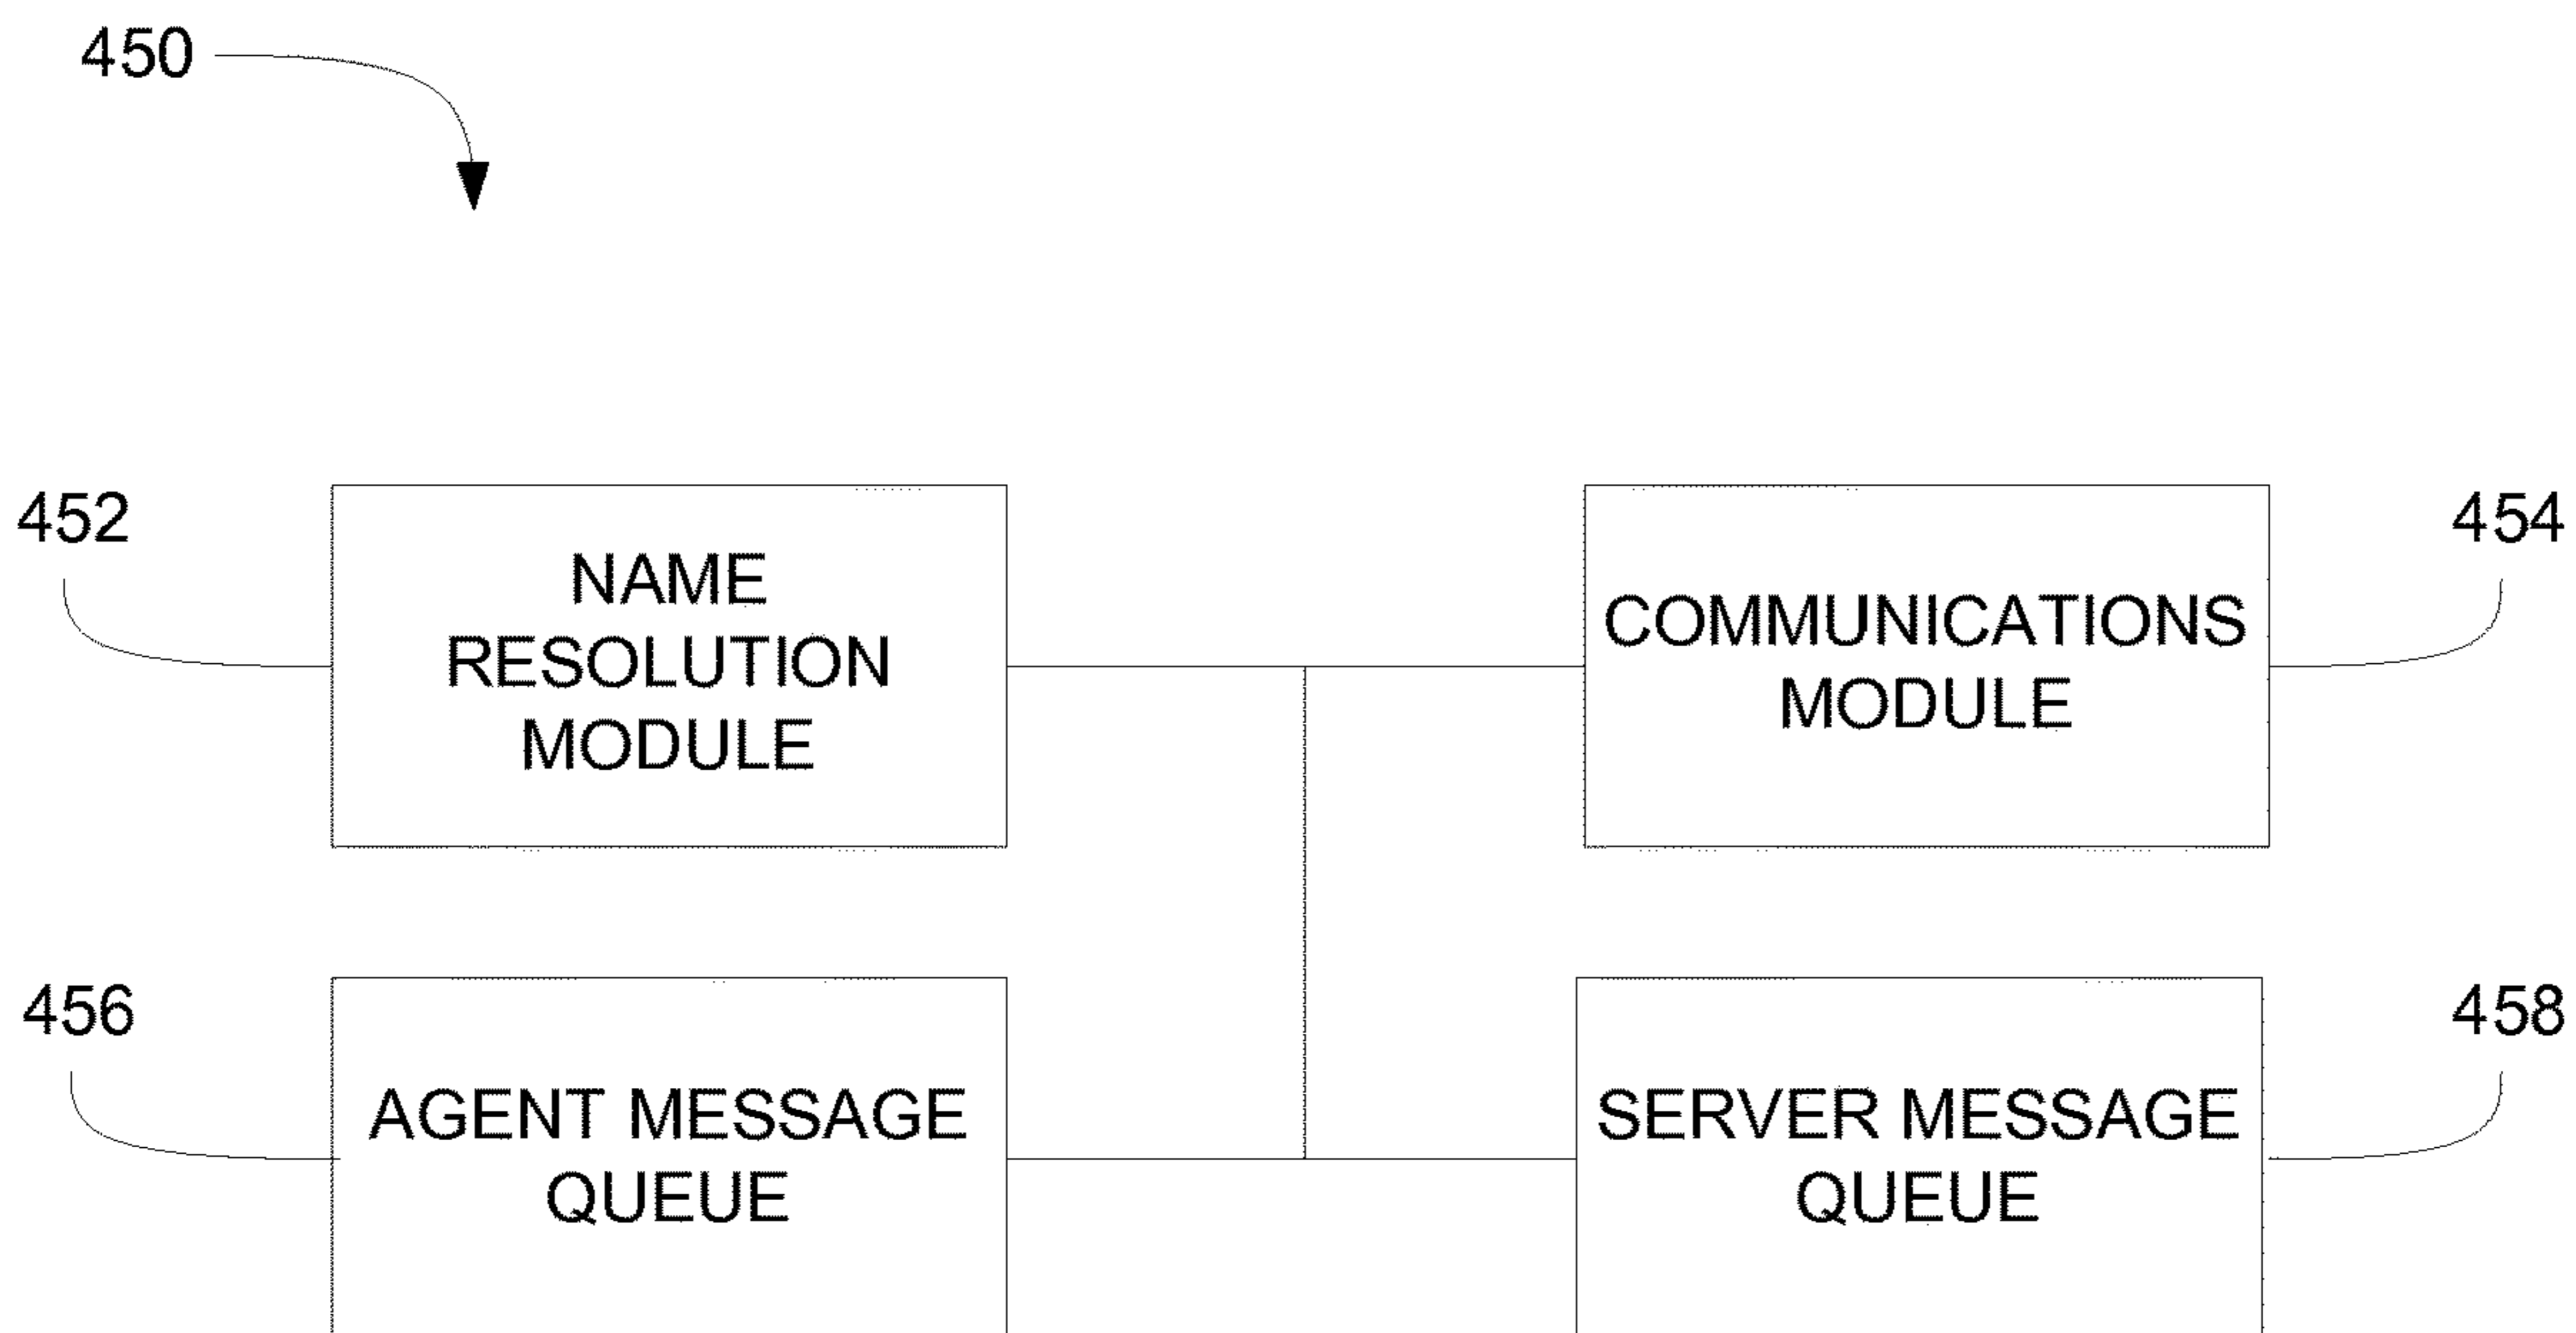 450
452
NAME
RESOLUTION
MODULE
COMMUNICATIONS
MODULE
454
456
AGENT MESSAGE
QUEUE
SERVER MESSAGE
QUEUE
458